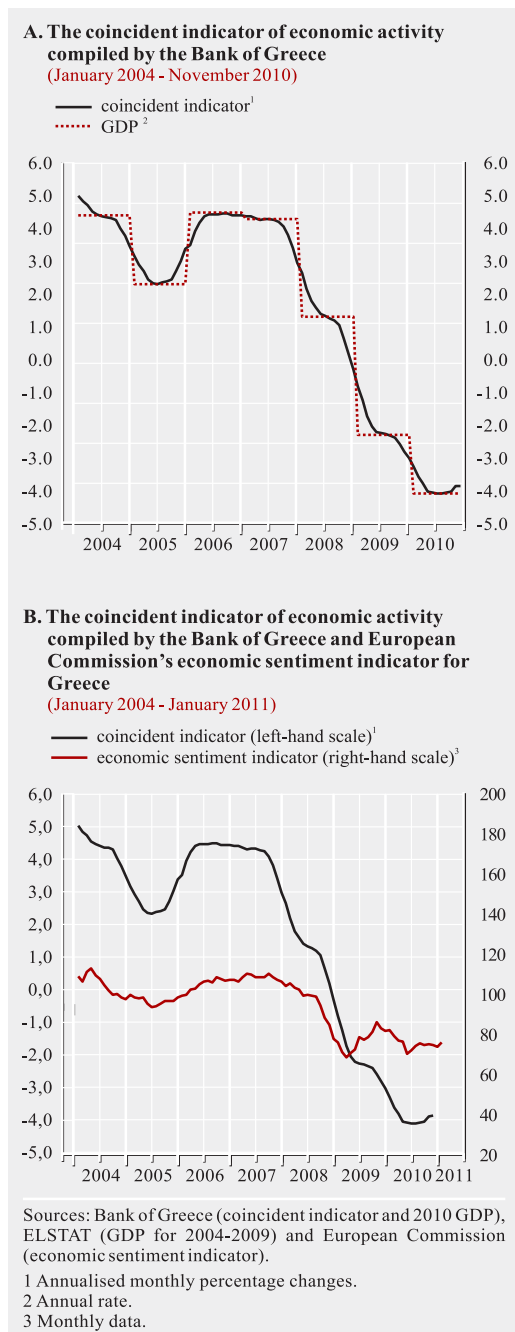 A. The coincident indicator of economic activity
compiled by the Bank of Greece
(January 2004 - November 2010)
coincident indicator¹
GDP ²
6.0 6.0
5.0 5.0
4.0 4.0
3.0 3.0
2.0 2.0
1.0 1.0
0.0 0.0
-1.0 -1.0
-2.0 -2.0
-3.0 -3.0
-4.0 -4.0
-5.0 -5.0
2004 2005 2006 2007 2008 2009 2010
B. The coincident indicator of economic activity
compiled by the Bank of Greece and European
Commission’s economic sentiment indicator for
Greece
(January 2004 - January 2011)
coincident indicator (left-hand scale)¹
economic sentiment indicator (right-hand scale)³
6,0 200
5,0 180
4,0 160
3,0 140
2,0 120
1,0 100
0,0 80
-1,0 60
-2,0 40
-3,0 20
-4,0
-5,0
2004 2005 2006 2007 2008 2009 2010 2011
Sources: Bank of Greece (coincident indicator and 2010 GDP),
ELSTAT (GDP for 2004-2009) and European Commission
(economic sentiment indicator).
1 Annualised monthly percentage changes.
2 Annual rate.
3 Monthly data.